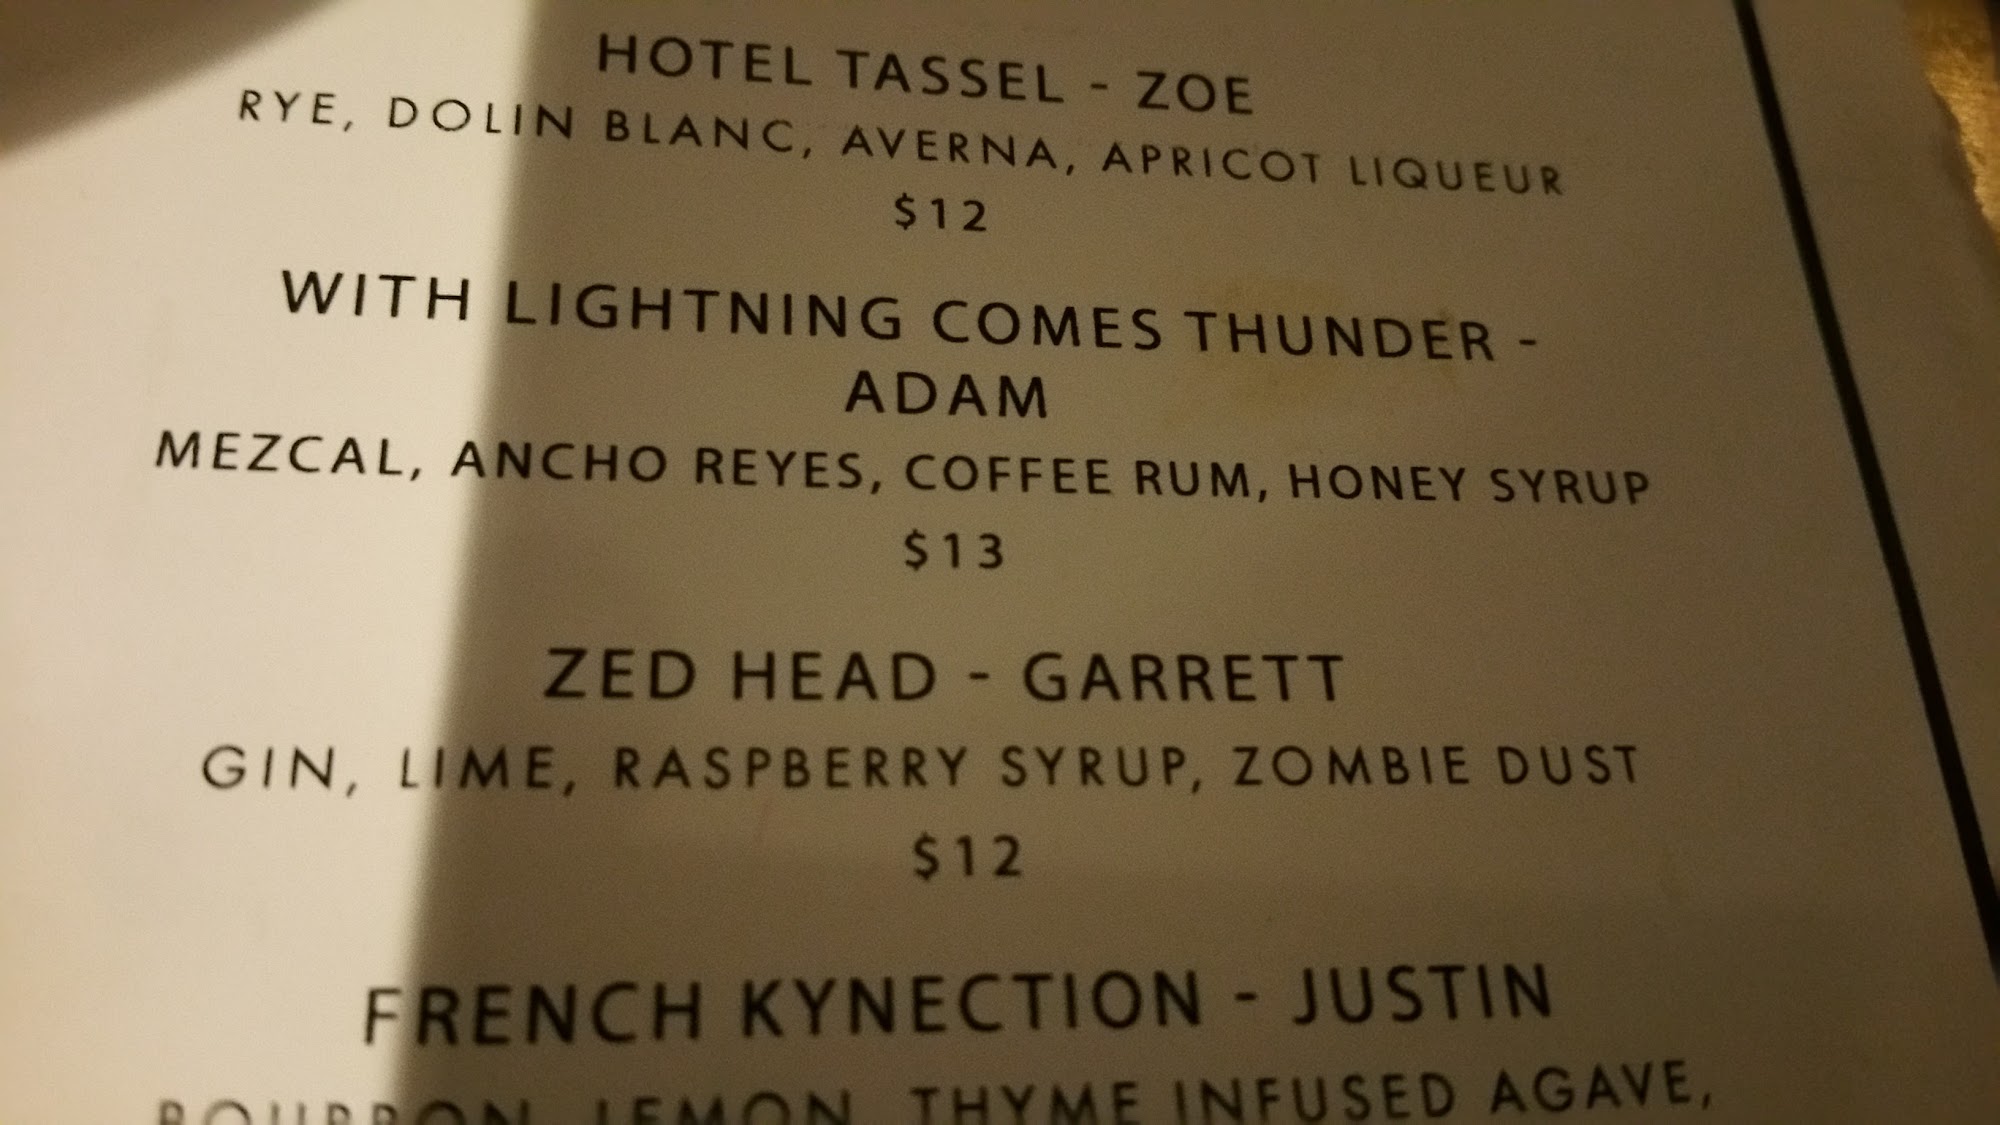 HOTEL TASSEL - ZOE
RYE, DOLIN BLANC, AVERNA, APRICOT LIQUEUR
$12
WITH LIGHTNING COMES THUNDER -
ADAM
MEZCAL, ANCHO REYES, COFFEE RUM, HONEY SYRUP
$13
ZED HEAD - GARRETT
GIN, LIME, RASPBERRY SYRUP, ZOMBIE DUST
$12
FRENCH KYNECTION - JUSTIN
BOURBON, LEMON, THYME INFUSED AGAVE,